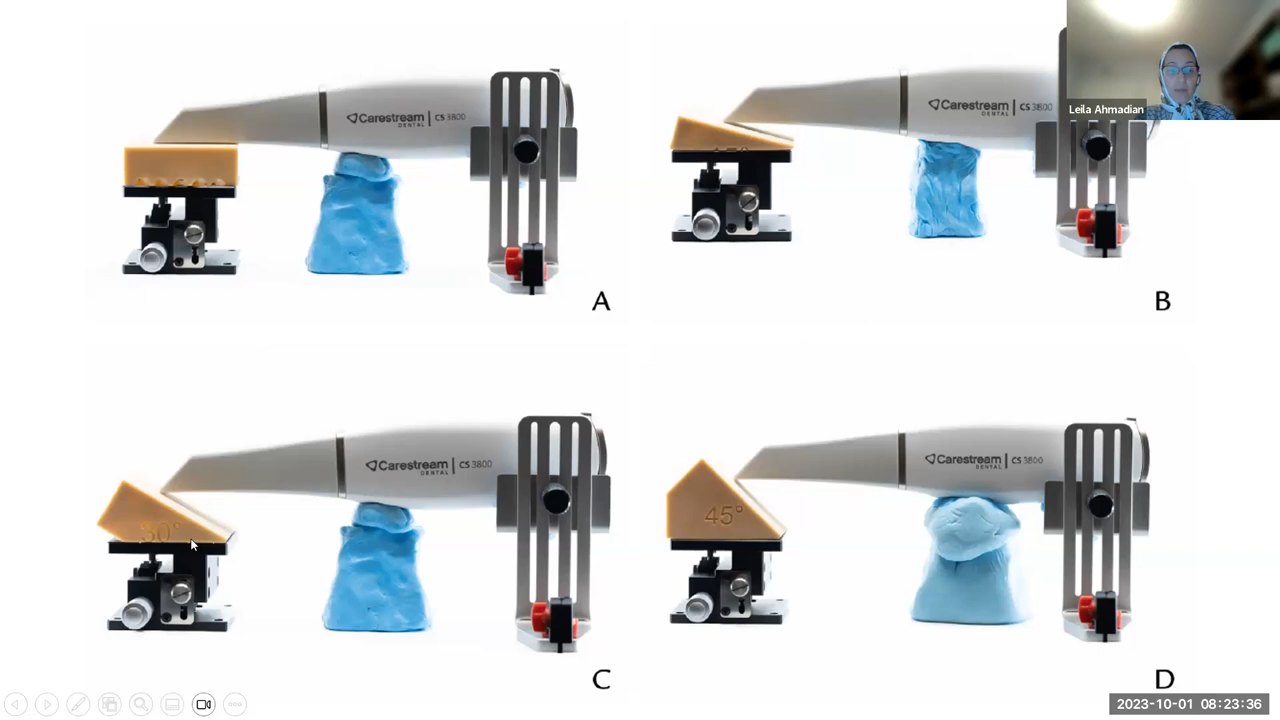 Carestream DENTAL | CS 3800
Carestream DENTAL | CS 3800
Leila Ahmadian
15°
A
B
Carestream DENTAL | CS 3800
Carestream DENTAL | CS 3800
30°
45°
C
D
2023-10-01 08:23:36